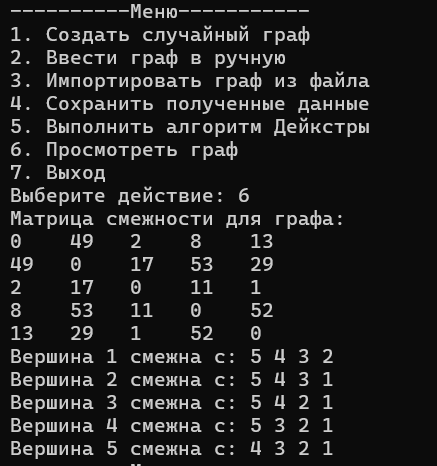 ----------Меню-----------
1. Создать случайный граф
2. Ввести граф в ручную
3. Импортировать граф из файла
4. Сохранить полученные данные
5. Выполнить алгоритм Дейкстры
6. Просмотреть граф
7. Выход
Выберите действие: 6
Матрица смежности для графа:
0    49   2    8    13
49   0    17   53   29
2    17   0    11   1
8    53   11   0    52
13   29   1    52   0
Вершина 1 смежна с: 5 4 3 2
Вершина 2 смежна с: 5 4 3 1
Вершина 3 смежна с: 5 4 2 1
Вершина 4 смежна с: 5 3 2 1
Вершина 5 смежна с: 4 3 2 1